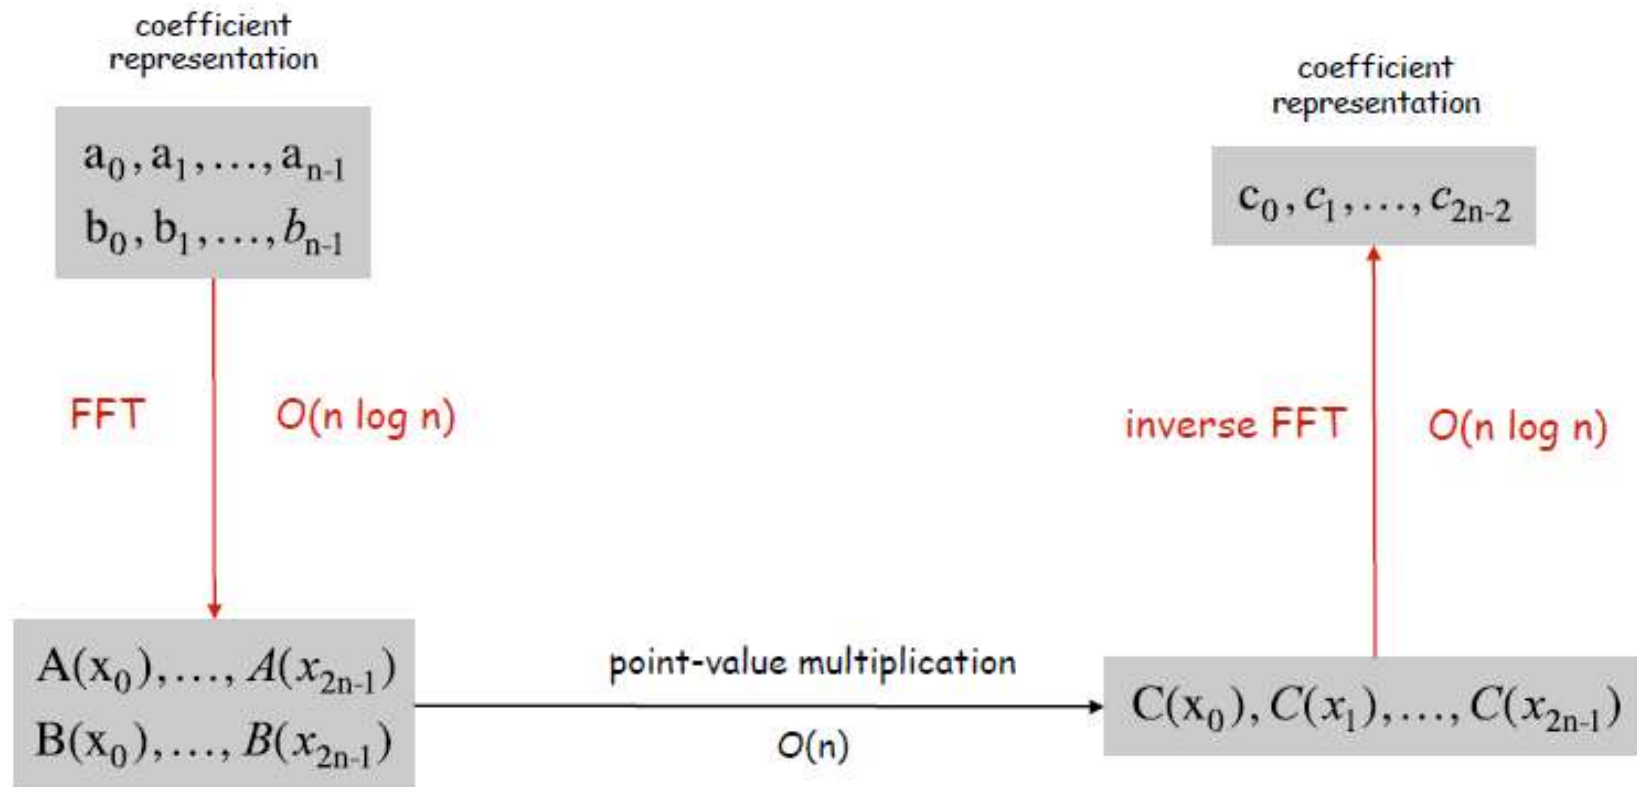 coefficient
representation
a₀, a₁, ..., aₙ₋₁
b₀, b₁, ..., bₙ₋₁
FFT
O(n log n)
A(x₀), ..., A(x₂ₙ₋₁)
B(x₀), ..., B(x₂ₙ₋₁)
point-value multiplication
O(n)
coefficient
representation
c₀, c₁, ..., c₂ₙ₋₂
inverse FFT
O(n log n)
C(x₀), C(x₁), ..., C(x₂ₙ₋₁)